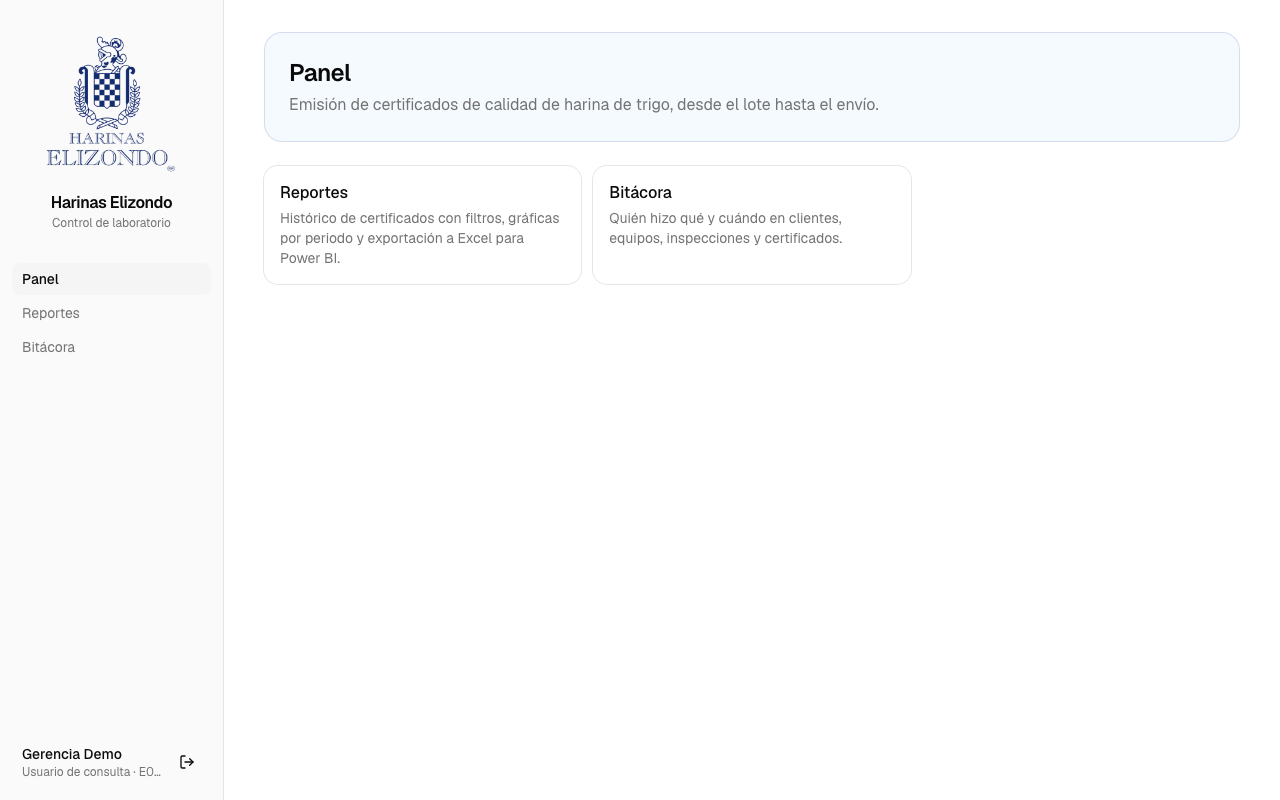 HARINAS
ELIZONDO
Harinas Elizondo
Control de laboratorio
Panel
Reportes
Bitácora
Gerencia Demo
Usuario de consulta · E0...
Panel
Emisión de certificados de calidad de harina de trigo, desde el lote hasta el envío.
Reportes
Histórico de certificados con filtros, gráficas
por periodo y exportación a Excel para
Power BI.
Bitácora
Quién hizo qué y cuándo en clientes,
equipos, inspecciones y certificados.